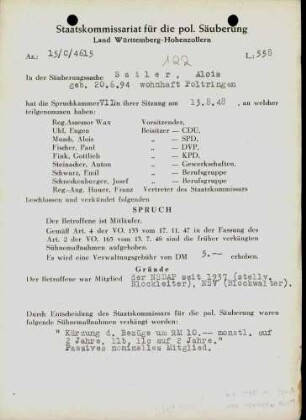 Staatskommissariat für die pol. Säuberung
Land Württemberg-Hohenzollern
Az.: 15/C/4615
L: 558
122
In der Säuberungssache Sailer, Alois
geb. 20.6.94 wohnhaft Poltringen
hat die Spruchkammer VIIa in ihrer Sitzung am 13.8.48, an welcher
teilgenommen haben:
Reg.Assessor Wax Vorsitzender,
Uhl, Eugen Beisitzer — CDU,
Mauch, Alois „ — SPD,
Fischer, Paul „ — DVP,
Fink, Gottlieb „ — KPD,
Steinacher, Anton „ — Gewerkschaften,
Schwarz, Emil „ — Berufsgruppe
Schneckenburger, Josef „ — Berufsgruppe
Reg.-Ang. Hauer, Franz Vertreter des Staatskommissars
beschlossen und verkündet folgenden
SPRUCH
Der Betroffene ist Mitläufer.
Gemäß Art. 4 der VO 133 vom 17. 11. 47 in der Fassung des
Art. 2 der VO. 165 vom 13. 7. 48 sind die früher verkängten
Sühnemaßnahmen aufgehoben.
Es wird eine Verwaltungsgebühr von DM 5.-- erhoben.
Gründe
Der Betroffene war Mitglied der NSDAP seit 1937 (stellv.
Blockleiter), NSV (Blockwalter).
Durch Entscheidung des Staatskommissars für die pol. Säuberung waren
folgende Sühnemaßnahmen verhängt worden:
" Kürzung d. Bezüge um RM 10.-- monatl. auf
2 Jahre, 11b, 11c auf 2 Jahre."
Passives nominelles Mitglied.